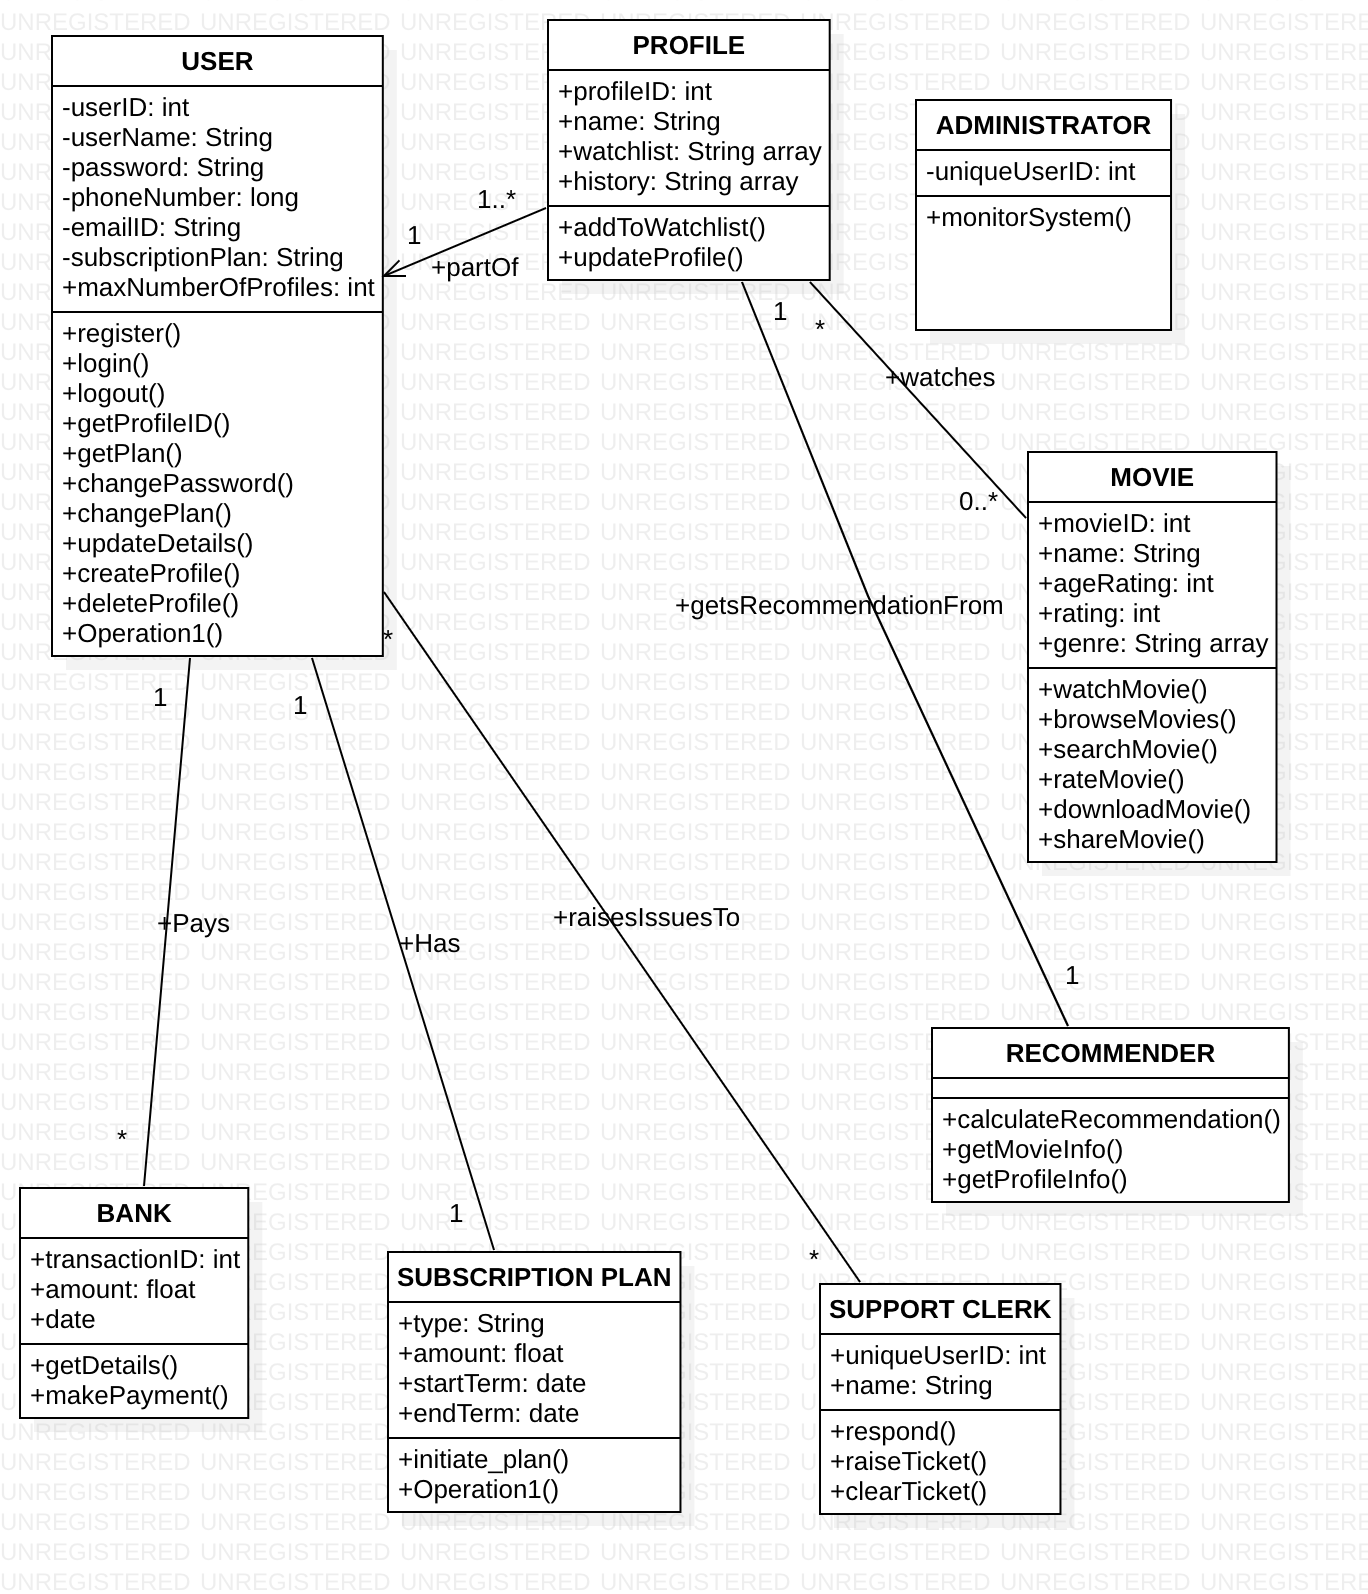 USER
-userID: int
-userName: String
-password: String
-phoneNumber: long
-emailID: String
-subscriptionPlan: String
+maxNumberOfProfiles: int
+register()
+login()
+logout()
+getProfileID()
+getPlan()
+changePassword()
+changePlan()
+updateDetails()
+createProfile()
+deleteProfile()
+Operation1()
PROFILE
+profileID: int
+name: String
+watchlist: String array
+history: String array
+addToWatchlist()
+updateProfile()
ADMINISTRATOR
-uniqueUserID: int
+monitorSystem()
1..*
1
+partOf
1
*
+watches
0..*
MOVIE
+movieID: int
+name: String
+ageRating: int
+rating: int
+genre: String array
+watchMovie()
+browseMovies()
+searchMovie()
+rateMovie()
+downloadMovie()
+shareMovie()
+getsRecommendationFrom
*
1
1
+Pays
+Has
+raisesIssuesTo
1
RECOMMENDER
+calculateRecommendation()
+getMovieInfo()
+getProfileInfo()
*
1
*
BANK
+transactionID: int
+amount: float
+date
+getDetails()
+makePayment()
SUBSCRIPTION PLAN
+type: String
+amount: float
+startTerm: date
+endTerm: date
+initiate_plan()
+Operation1()
SUPPORT CLERK
+uniqueUserID: int
+name: String
+respond()
+raiseTicket()
+clearTicket()
UNREGISTERED